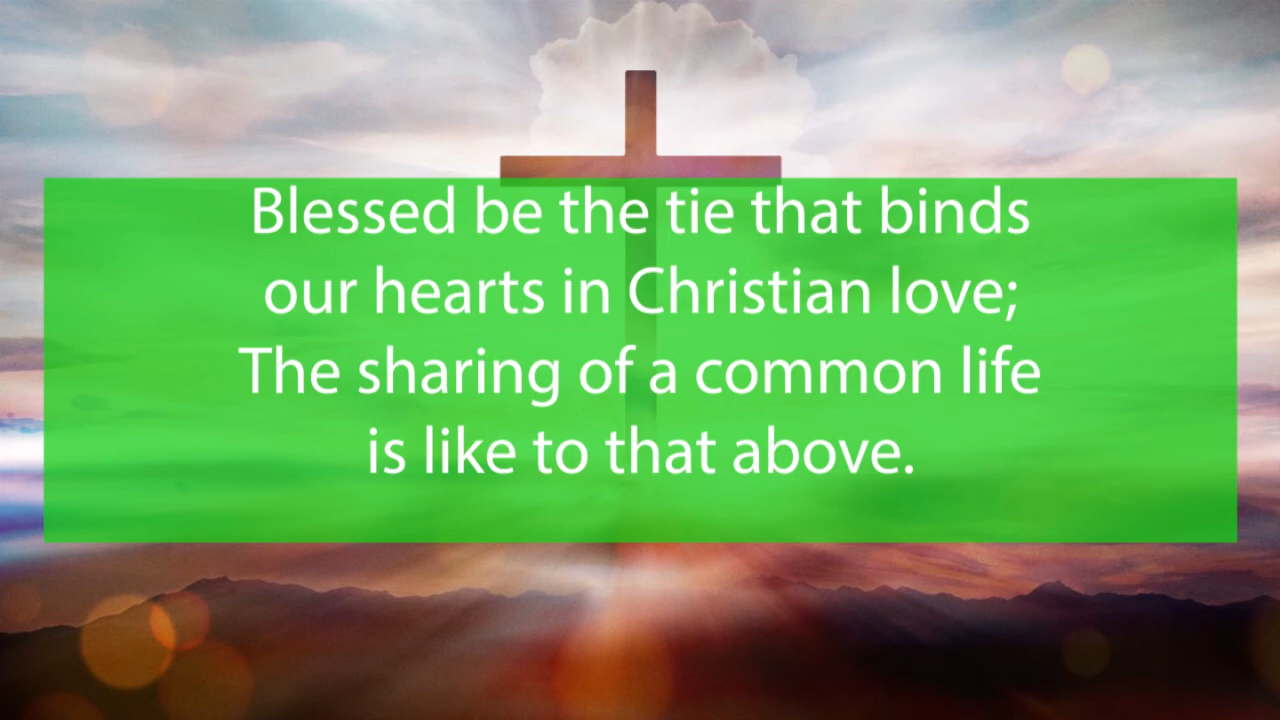 Blessed be the tie that binds
our hearts in Christian love;
The sharing of a common life
is like to that above.